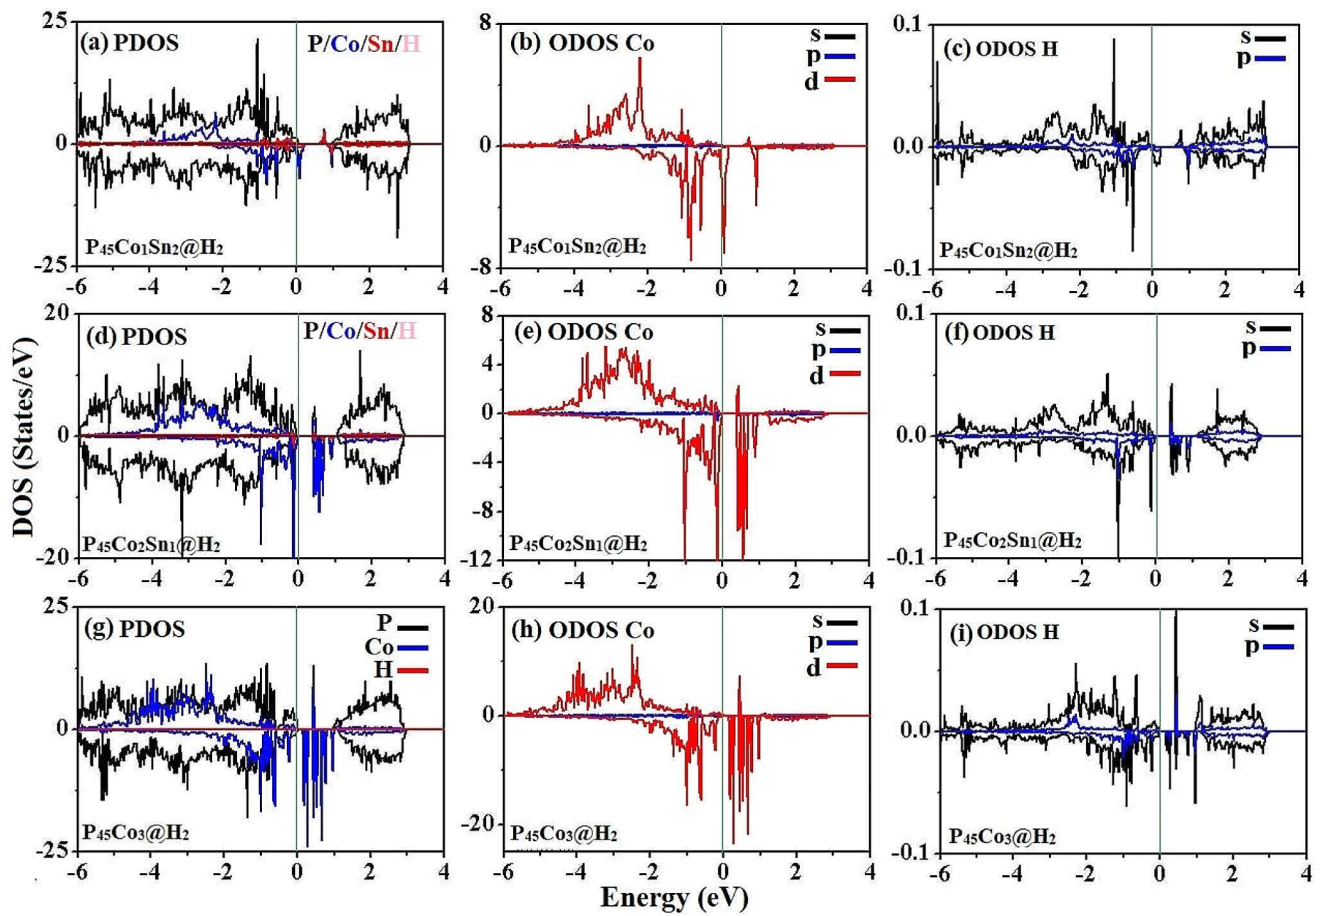 DOS (States/eV)
25
0
-25
(a) PDOS
P/Co/Sn/H
P45Co1Sn2@H2
-6 -4 -2 0 2 4
8
4
0
-4
-8
(b) ODOS Co
s
p
d
P45Co1Sn2@H2
-6 -4 -2 0 2 4
0.1
0.0
-0.1
(c) ODOS H
s
p
P45Co1Sn2@H2
-6 -4 -2 0 2 4
20
10
0
-10
-20
(d) PDOS
P/Co/Sn/H
P45Co2Sn1@H2
-6 -4 -2 0 2 4
8
4
0
-4
-8
-12
(e) ODOS Co
s
p
d
P45Co2Sn1@H2
-6 -4 -2 0 2 4
0.1
0.0
-0.1
(f) ODOS H
s
p
P45Co2Sn1@H2
-6 -4 -2 0 2 4
25
0
-25
(g) PDOS
P
Co
H
P45Co3@H2
-6 -4 -2 0 2 4
20
0
-20
(h) ODOS Co
s
p
d
P45Co3@H2
-6 -4 -2 0 2 4
0.1
0.0
-0.1
(i) ODOS H
s
p
P45Co3@H2
-6 -4 -2 0 2 4
Energy (eV)